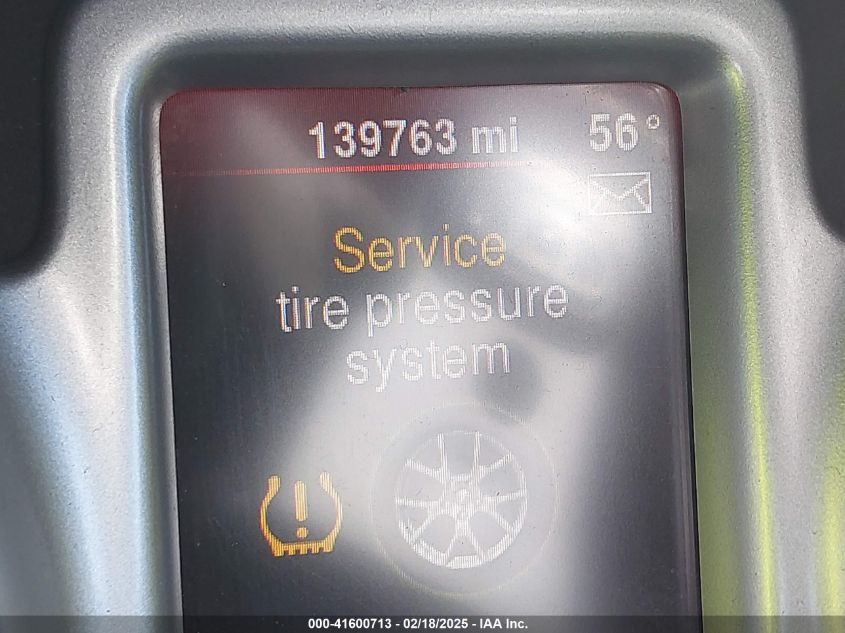 139763 mi 56°
Service
tire pressure
system
000-41600713 - 02/18/2025 - IAA Inc.